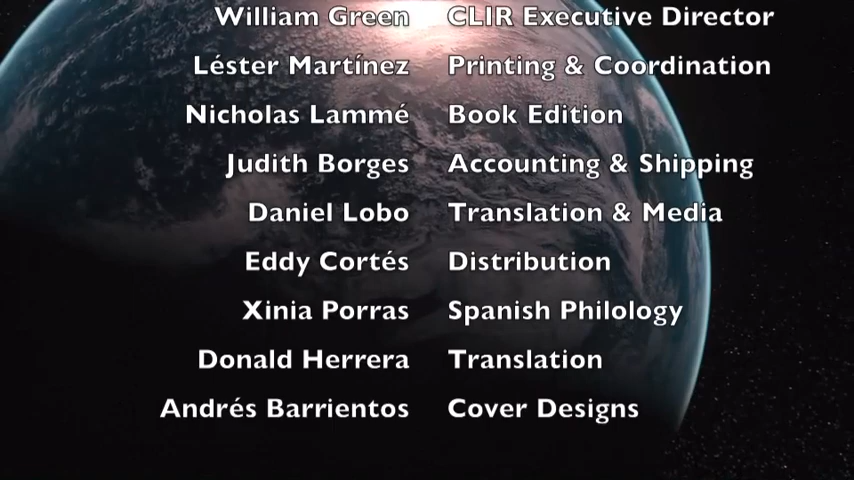 William Green CLIR Executive Director
Léster Martínez Printing & Coordination
Nicholas Lammé Book Edition
Judith Borges Accounting & Shipping
Daniel Lobo Translation & Media
Eddy Cortés Distribution
Xinia Porras Spanish Philology
Donald Herrera Translation
Andrés Barrientos Cover Designs